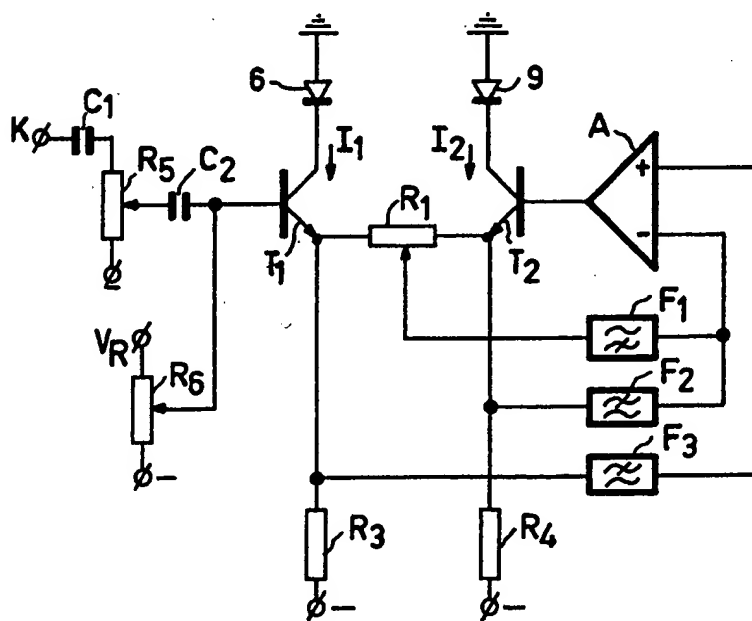 6
9
C1
A
K
I1
I2
R5
C2
R1
+
-
T1
T2
F1
VR
R6
F2
F3
-
R3
R4
-
-